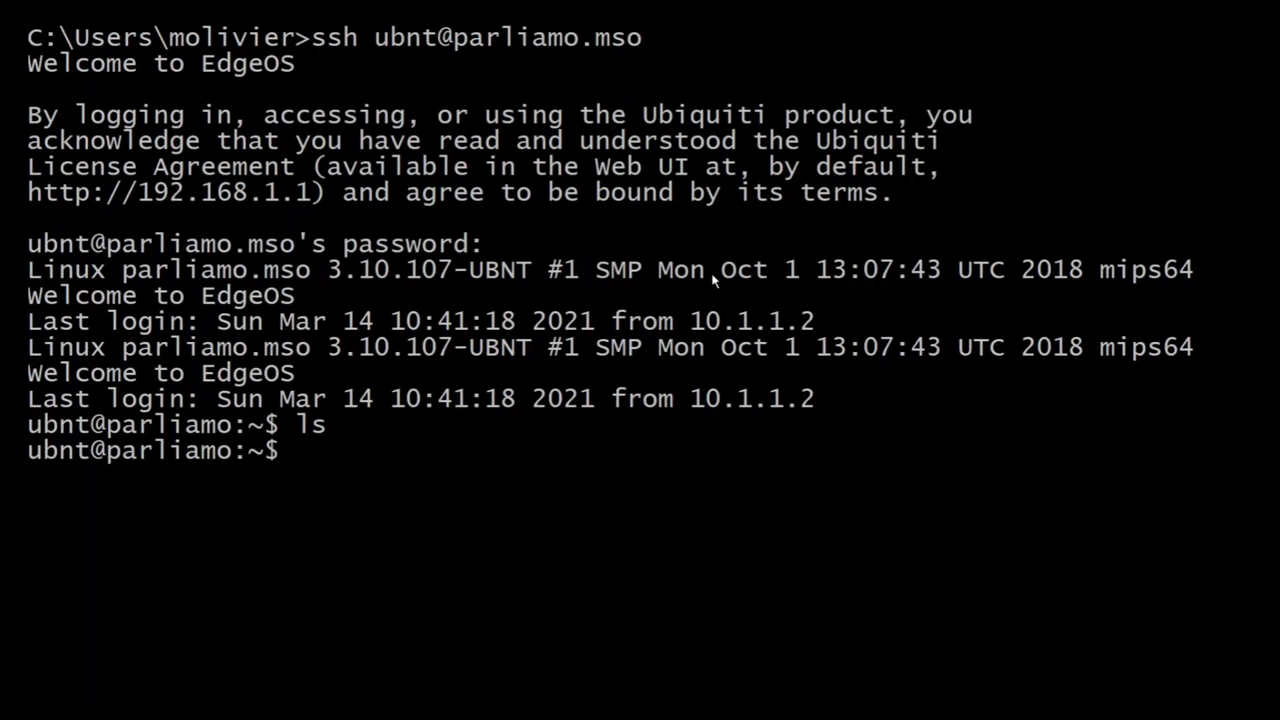 C:\Users\molivier>ssh ubnt@parliamo.mso
Welcome to EdgeOS
By logging in, accessing, or using the Ubiquiti product, you
acknowledge that you have read and understood the Ubiquiti
License Agreement (available in the Web UI at, by default,
http://192.168.1.1) and agree to be bound by its terms.
ubnt@parliamo.mso's password:
Linux parliamo.mso 3.10.107-UBNT #1 SMP Mon Oct 1 13:07:43 UTC 2018 mips64
Welcome to EdgeOS
Last login: Sun Mar 14 10:41:18 2021 from 10.1.1.2
Linux parliamo.mso 3.10.107-UBNT #1 SMP Mon Oct 1 13:07:43 UTC 2018 mips64
Welcome to EdgeOS
Last login: Sun Mar 14 10:41:18 2021 from 10.1.1.2
ubnt@parliamo:~$ ls
ubnt@parliamo:~$